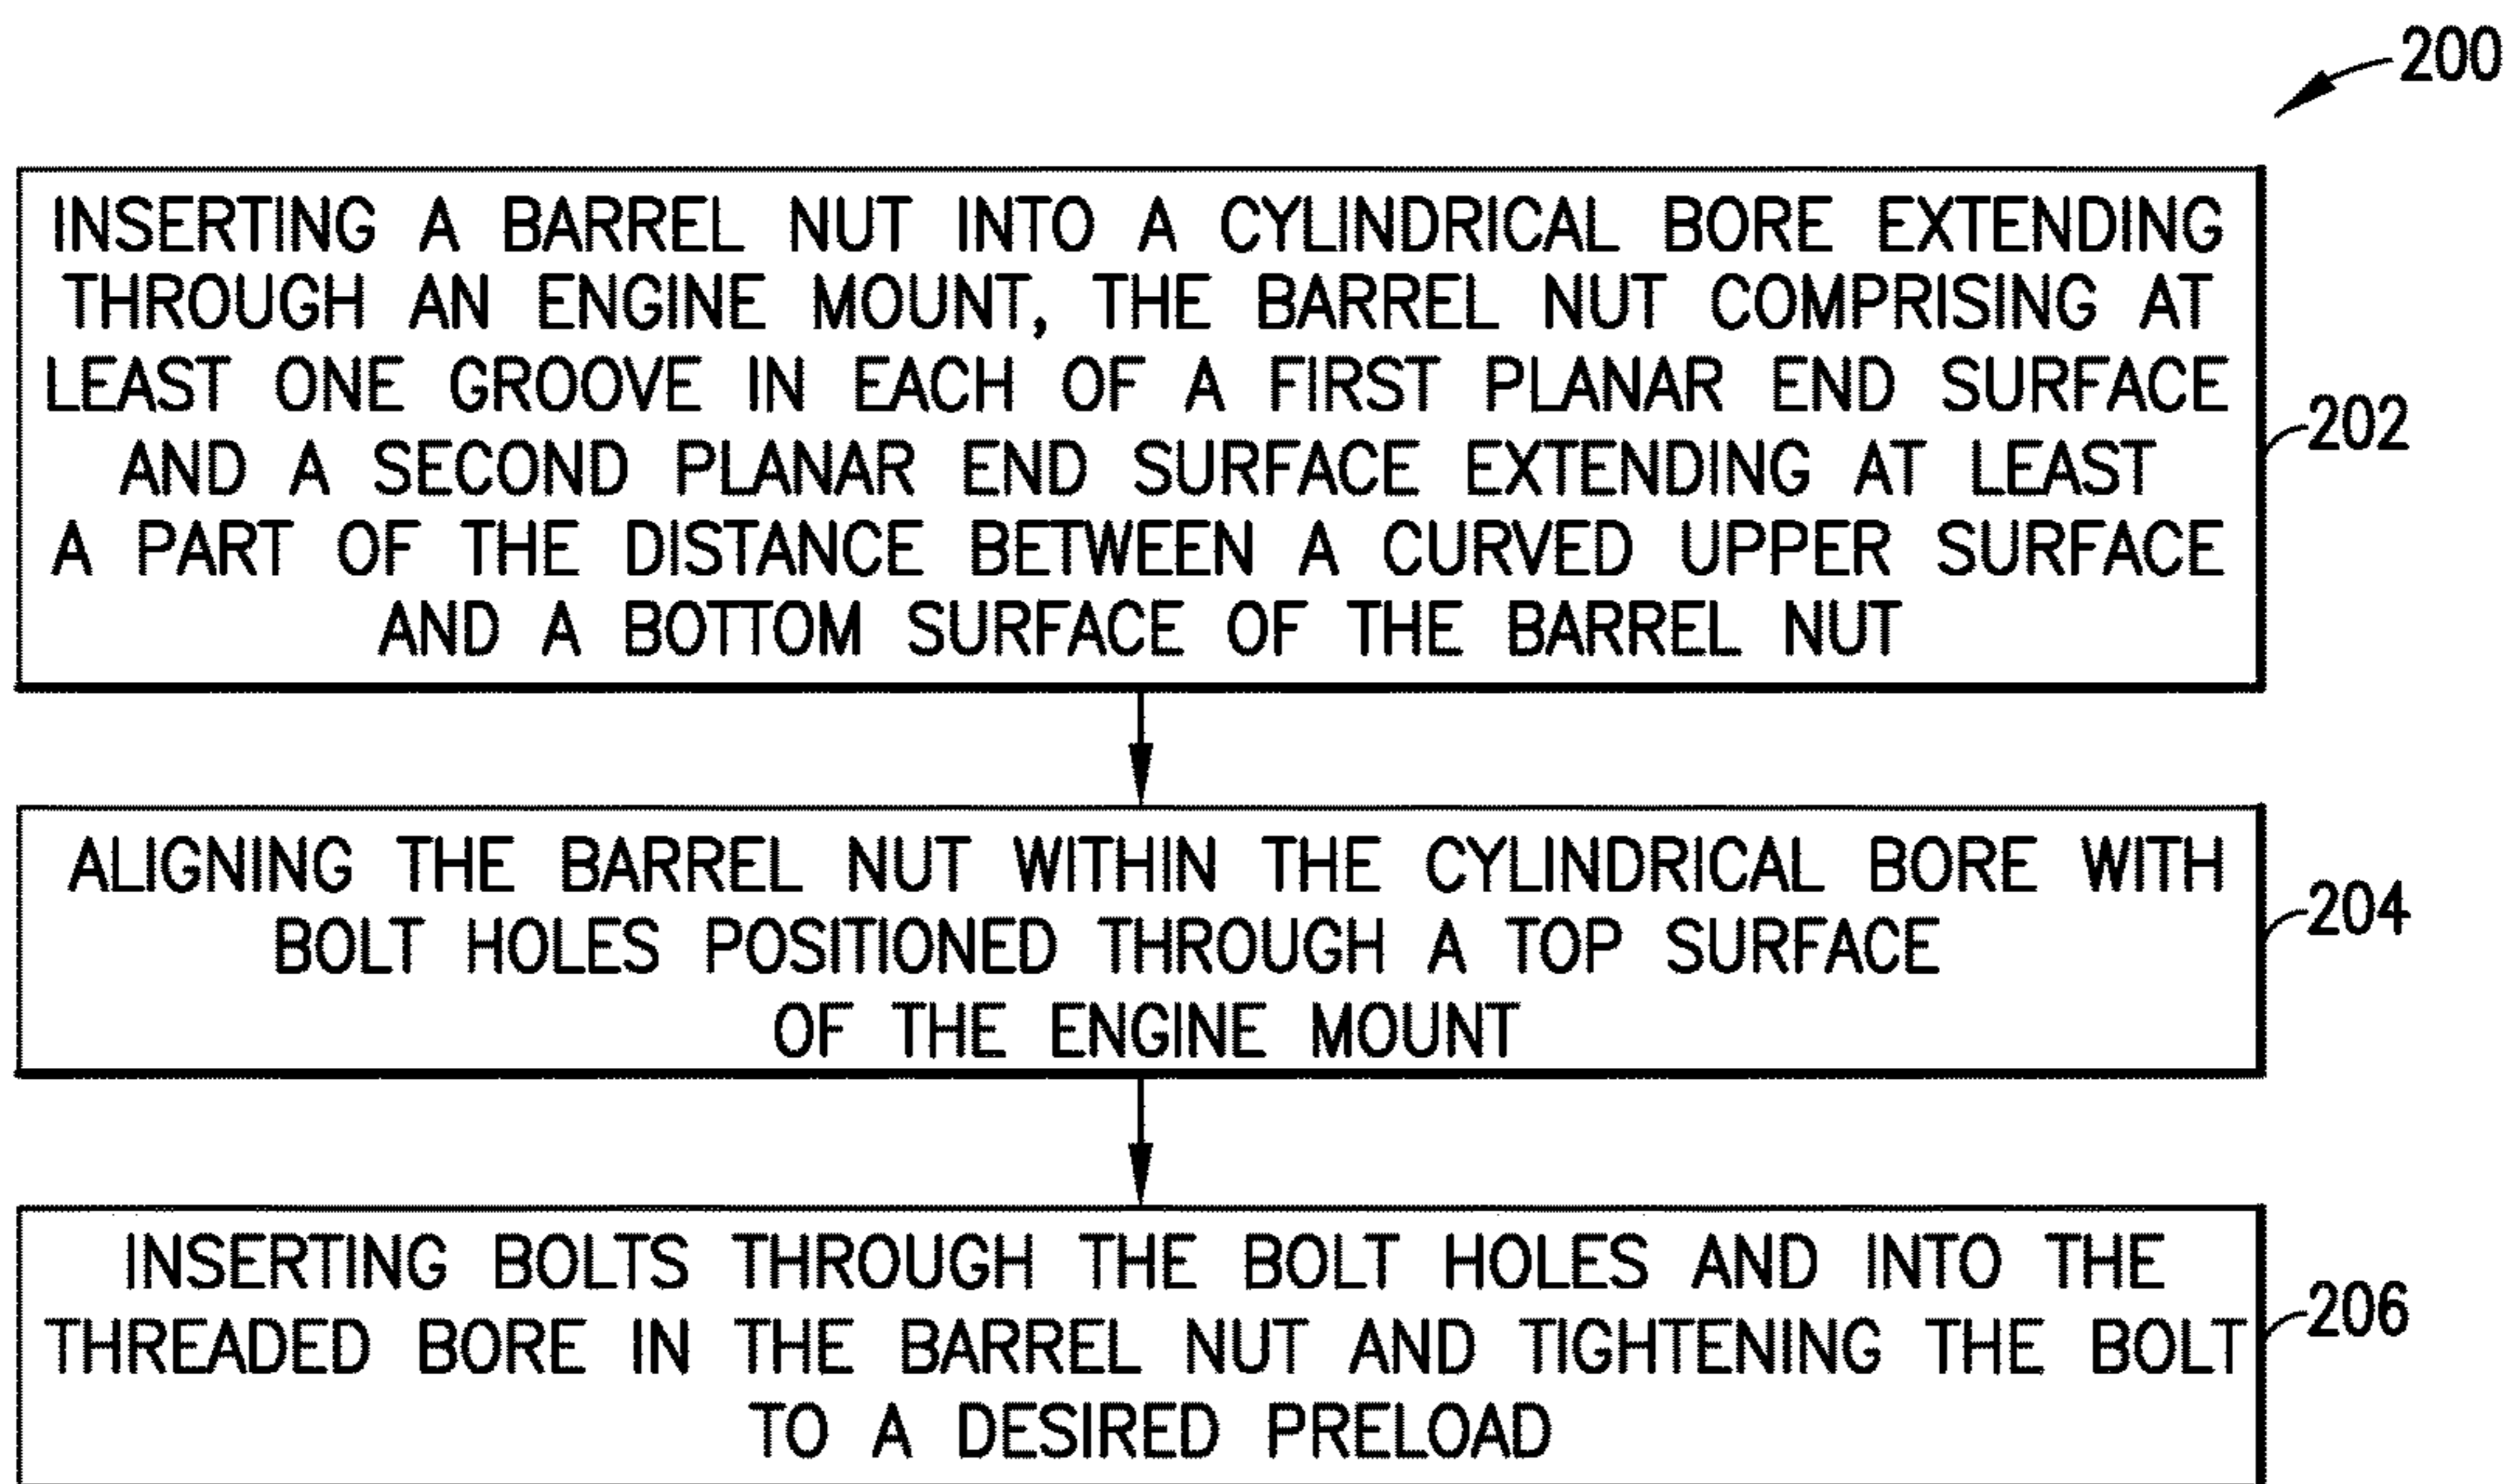 200
INSERTING A BARREL NUT INTO A CYLINDRICAL BORE EXTENDING
THROUGH AN ENGINE MOUNT, THE BARREL NUT COMPRISING AT
LEAST ONE GROOVE IN EACH OF A FIRST PLANAR END SURFACE
AND A SECOND PLANAR END SURFACE EXTENDING AT LEAST
A PART OF THE DISTANCE BETWEEN A CURVED UPPER SURFACE
AND A BOTTOM SURFACE OF THE BARREL NUT
202
ALIGNING THE BARREL NUT WITHIN THE CYLINDRICAL BORE WITH
BOLT HOLES POSITIONED THROUGH A TOP SURFACE
OF THE ENGINE MOUNT
204
INSERTING BOLTS THROUGH THE BOLT HOLES AND INTO THE
THREADED BORE IN THE BARREL NUT AND TIGHTENING THE BOLT
TO A DESIRED PRELOAD
206